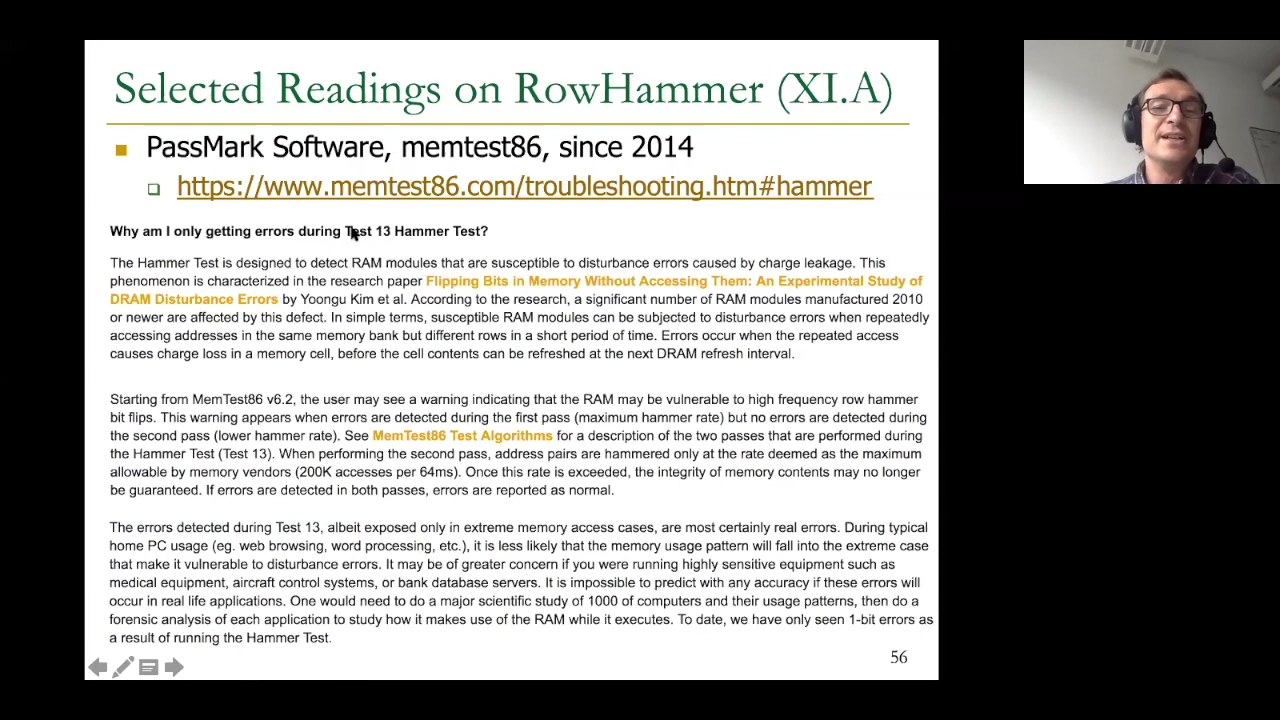 Selected Readings on RowHammer (XI.A)
PassMark Software, memtest86, since 2014
https://www.memtest86.com/troubleshooting.htm#hammer
Why am I only getting errors during Test 13 Hammer Test?
The Hammer Test is designed to detect RAM modules that are susceptible to disturbance errors caused by charge leakage. This
phenomenon is characterized in the research paper Flipping Bits in Memory Without Accessing Them: An Experimental Study of
DRAM Disturbance Errors by Yoongu Kim et al. According to the research, a significant number of RAM modules manufactured 2010
or newer are affected by this defect. In simple terms, susceptible RAM modules can be subjected to disturbance errors when repeatedly
accessing addresses in the same memory bank but different rows in a short period of time. Errors occur when the repeated access
causes charge loss in a memory cell, before the cell contents can be refreshed at the next DRAM refresh interval.
Starting from MemTest86 v6.2, the user may see a warning indicating that the RAM may be vulnerable to high frequency row hammer
bit flips. This warning appears when errors are detected during the first pass (maximum hammer rate) but no errors are detected during
the second pass (lower hammer rate). See MemTest86 Test Algorithms for a description of the two passes that are performed during
the Hammer Test (Test 13). When performing the second pass, address pairs are hammered only at the rate deemed as the maximum
allowable by memory vendors (200K accesses per 64ms). Once this rate is exceeded, the integrity of memory contents may no longer
be guaranteed. If errors are detected in both passes, errors are reported as normal.
The errors detected during Test 13, albeit exposed only in extreme memory access cases, are most certainly real errors. During typical
home PC usage (eg. web browsing, word processing, etc.), it is less likely that the memory usage pattern will fall into the extreme case
that make it vulnerable to disturbance errors. It may be of greater concern if you were running highly sensitive equipment such as
medical equipment, aircraft control systems, or bank database servers. It is impossible to predict with any accuracy if these errors will
occur in real life applications. One would need to do a major scientific study of 1000 of computers and their usage patterns, then do a
forensic analysis of each application to study how it makes use of the RAM while it executes. To date, we have only seen 1-bit errors as
a result of running the Hammer Test.
56